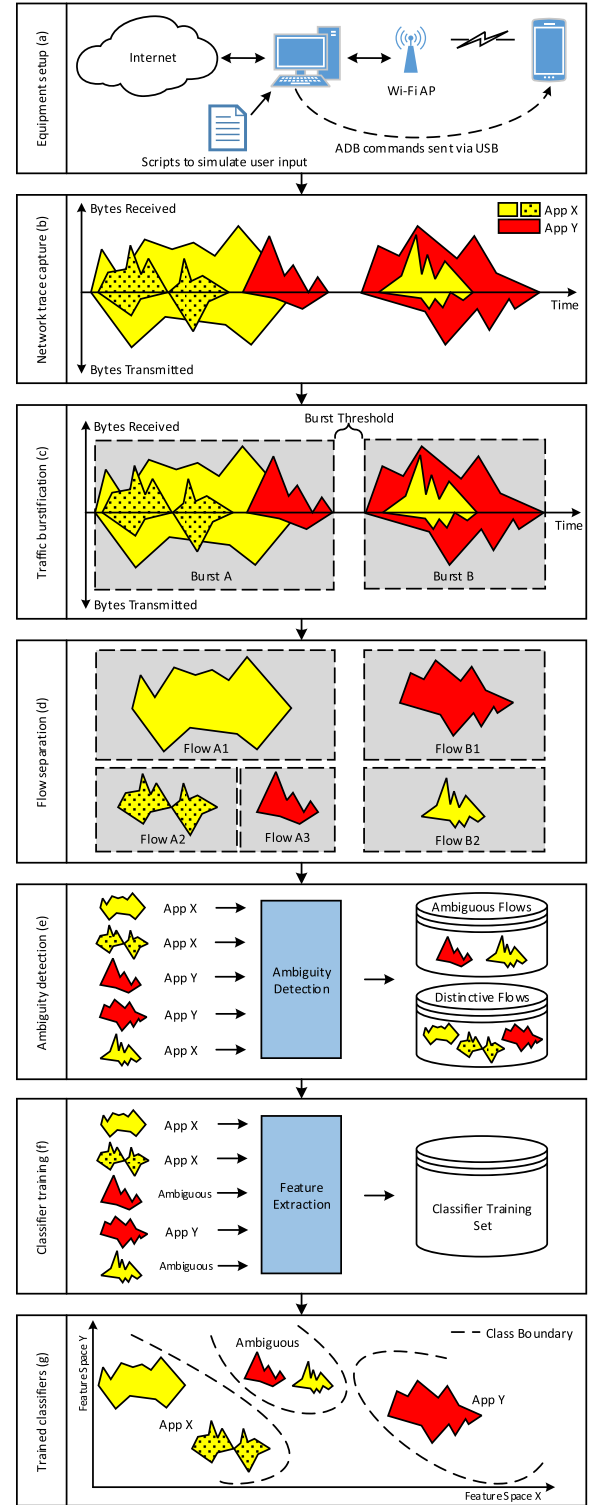 Equipment setup (a)
Internet
Wi-Fi AP
Scripts to simulate user input
ADB commands sent via USB
Network trace capture (b)
Bytes Received
App X
App Y
Time
Bytes Transmitted
Traffic burstification (c)
Burst Threshold
Bytes Received
Time
Burst A
Burst B
Bytes Transmitted
Flow separation (d)
Flow A1
Flow B1
Flow A2
Flow A3
Flow B2
Ambiguity detection (e)
App X
App X
App Y
App Y
App X
Ambiguity
Detection
Ambiguous Flows
Distinctive Flows
Classifier training (f)
App X
App X
Ambiguous
App Y
Ambiguous
Feature
Extraction
Classifier Training
Set
Trained classifiers (g)
Feature Space Y
Ambiguous
Class Boundary
App X
App Y
Feature Space X